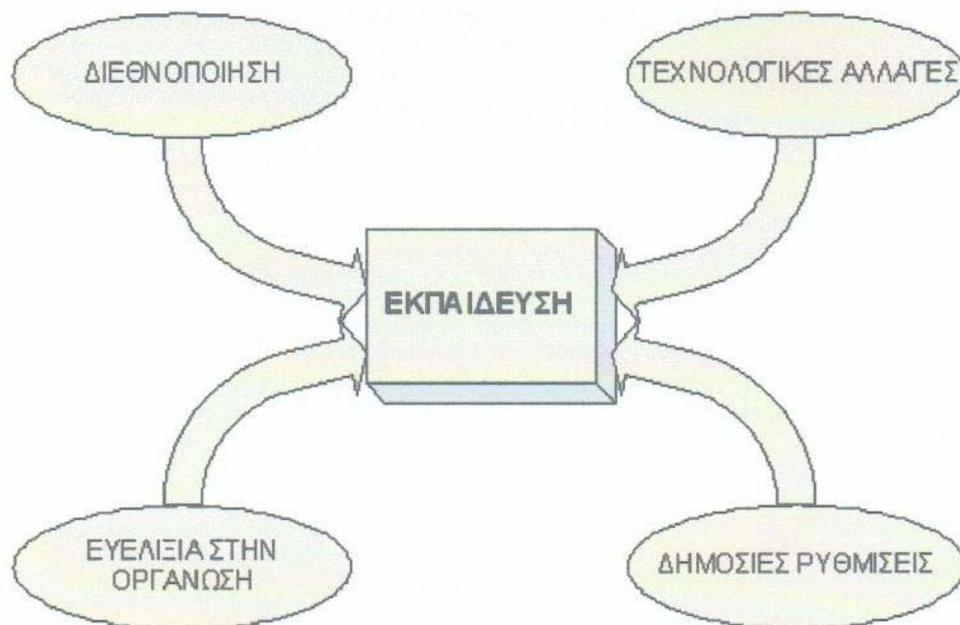 ΔΙΕΘΝΟΠΟΙΗΣΗ
ΤΕΧΝΟΛΟΓΙΚΕΣ ΑΛΛΑΓΕΣ
ΕΚΠΑΙΔΕΥΣΗ
ΕΥΕΛΙΞΙΑ ΣΤΗΝ
ΟΡΓΑΝΩΣΗ
ΔΗΜΟΣΙΕΣ ΡΥΘΜΙΣΕΙΣ